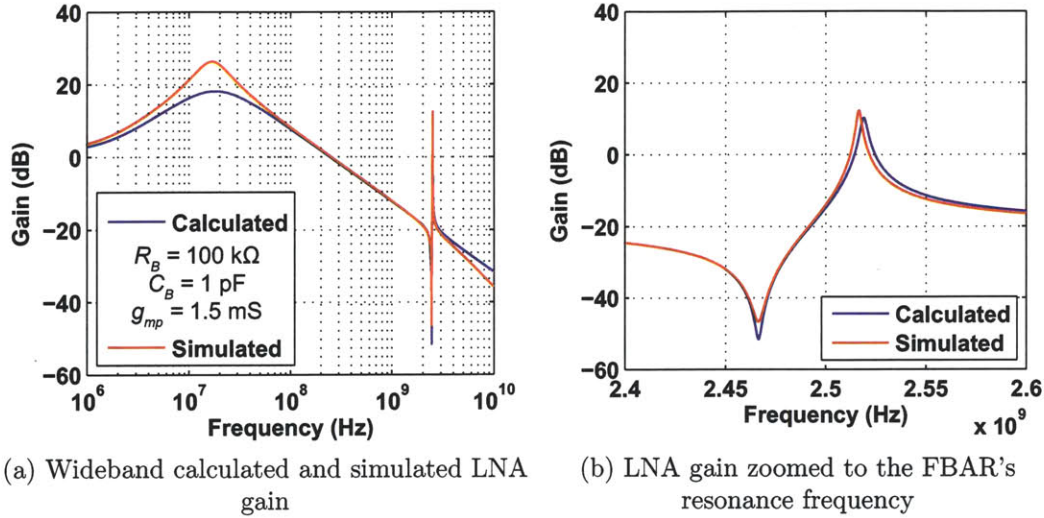 40
20
0
−20
−40
−60
Gain (dB)
Calculated
R_B = 100 kΩ
C_B = 1 pF
g_mp = 1.5 mS
Simulated
10^6 10^7 10^8 10^9 10^10
Frequency (Hz)
(a) Wideband calculated and simulated LNA
gain
40
20
0
−20
−40
−60
Gain (dB)
Calculated
Simulated
2.4 2.45 2.5 2.55 2.6
Frequency (Hz) x 10^9
(b) LNA gain zoomed to the FBAR's
resonance frequency